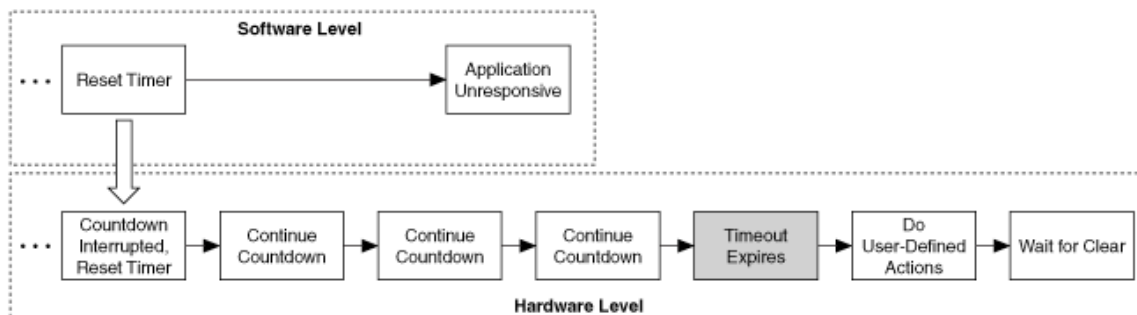 Software Level
• • •
Reset Timer
Application
Unresponsive
• • •
Countdown
Interrupted,
Reset Timer
Continue
Countdown
Continue
Countdown
Continue
Countdown
Timeout
Expires
Do
User-Defined
Actions
Wait for Clear
Hardware Level